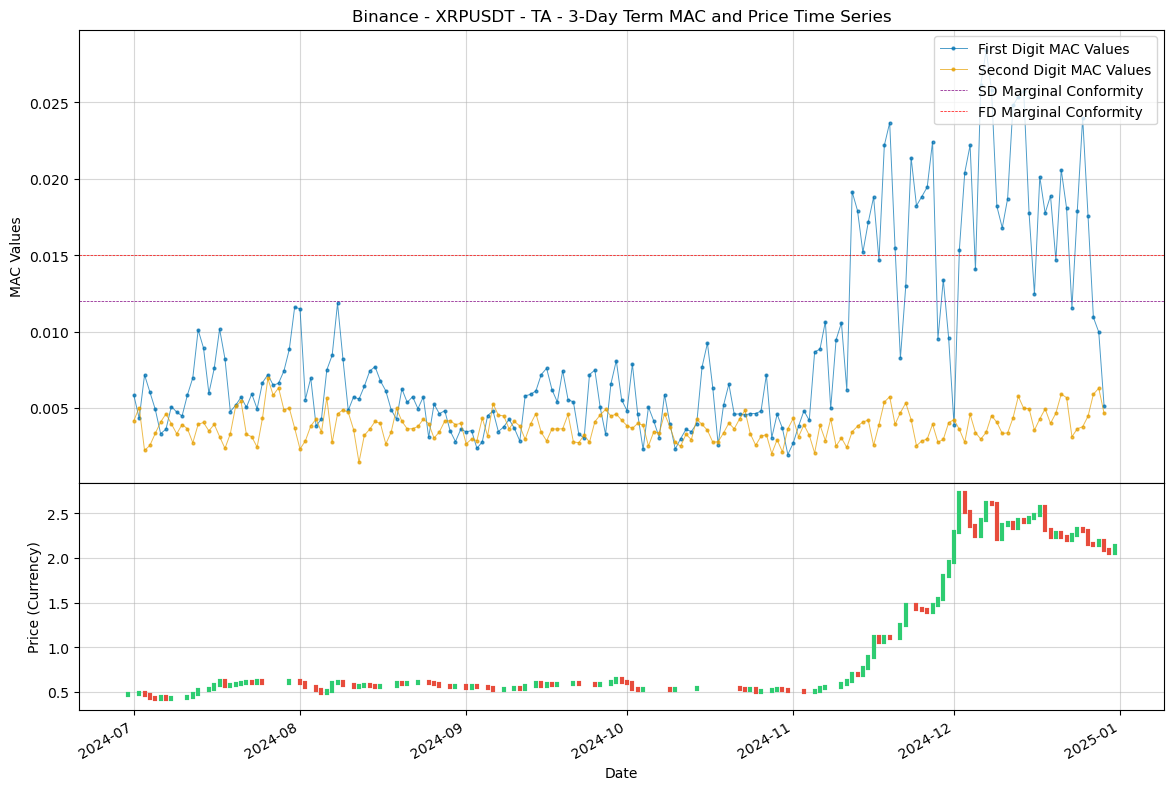 Binance - XRPUSDT - TA - 3-Day Term MAC and Price Time Series
First Digit MAC Values
Second Digit MAC Values
SD Marginal Conformity
FD Marginal Conformity
MAC Values
0.025
0.020
0.015
0.010
0.005
Price (Currency)
2.5
2.0
1.5
1.0
0.5
2024-07
2024-08
2024-09
2024-10
2024-11
2024-12
2025-01
Date